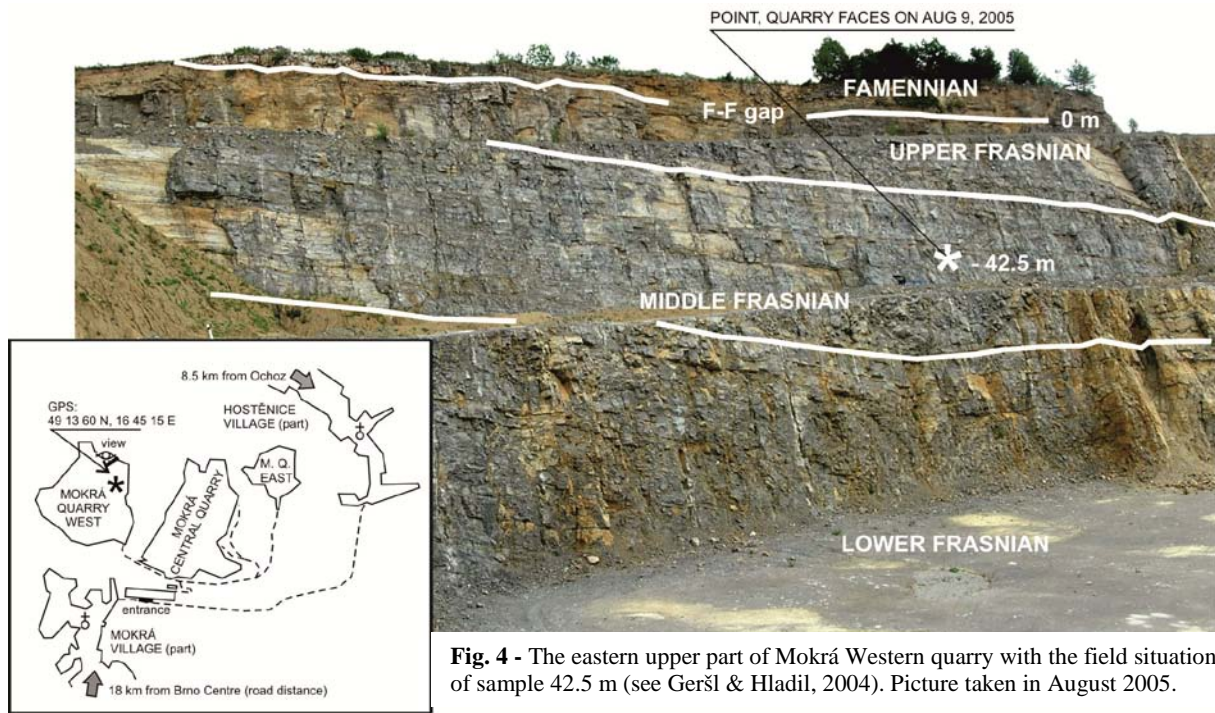 POINT, QUARRY FACES ON AUG 9, 2005
FAMENNIAN
F-F gap
0 m
UPPER FRASNIAN
- 42.5 m
MIDDLE FRASNIAN
LOWER FRASNIAN
8.5 km from Ochoz
GPS:
49 13 60 N, 16 45 15 E
HOSTĚNICE
VILLAGE (part)
view
M. Q.
EAST
MOKRÁ
QUARRY
WEST
MOKRÁ
CENTRAL QUARRY
entrance
MOKRÁ
VILLAGE (part)
18 km from Brno Centre (road distance)
Fig. 4 - The eastern upper part of Mokrá Western quarry with the field situation
of sample 42.5 m (see Geršl & Hladil, 2004). Picture taken in August 2005.